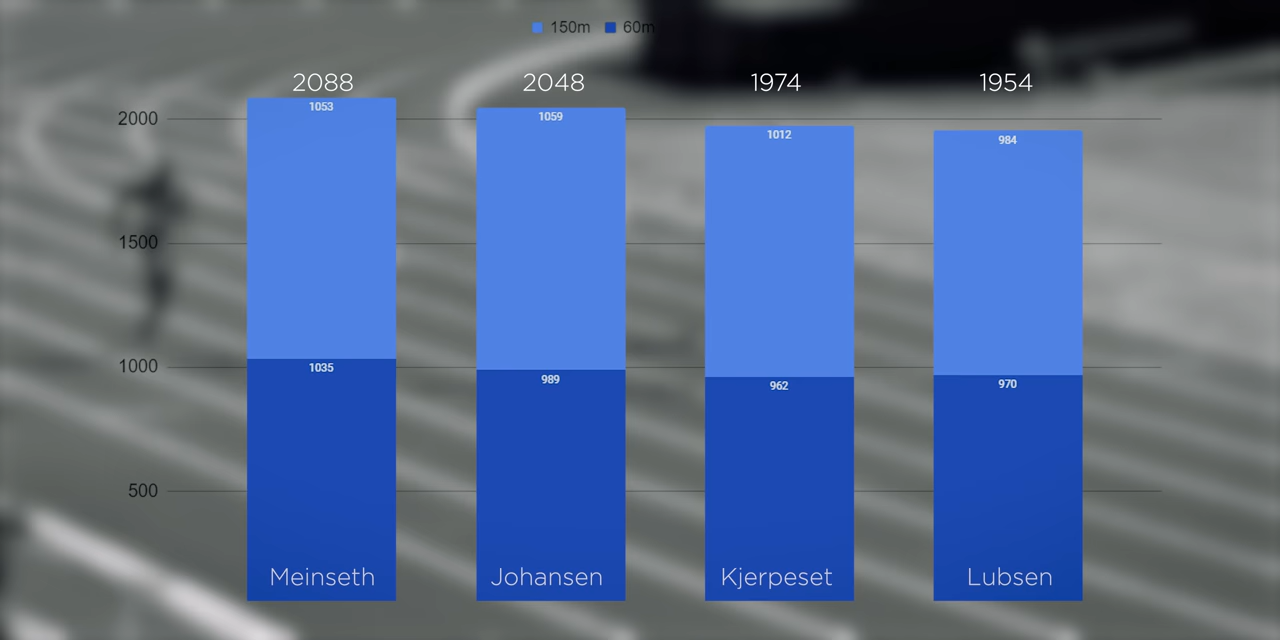 150m 60m
2088 2048 1974 1954
1053 1059 1012 984
2000
1500
1000
1035 989 962 970
500
Meinseth Johansen Kjerpeset Lubsen